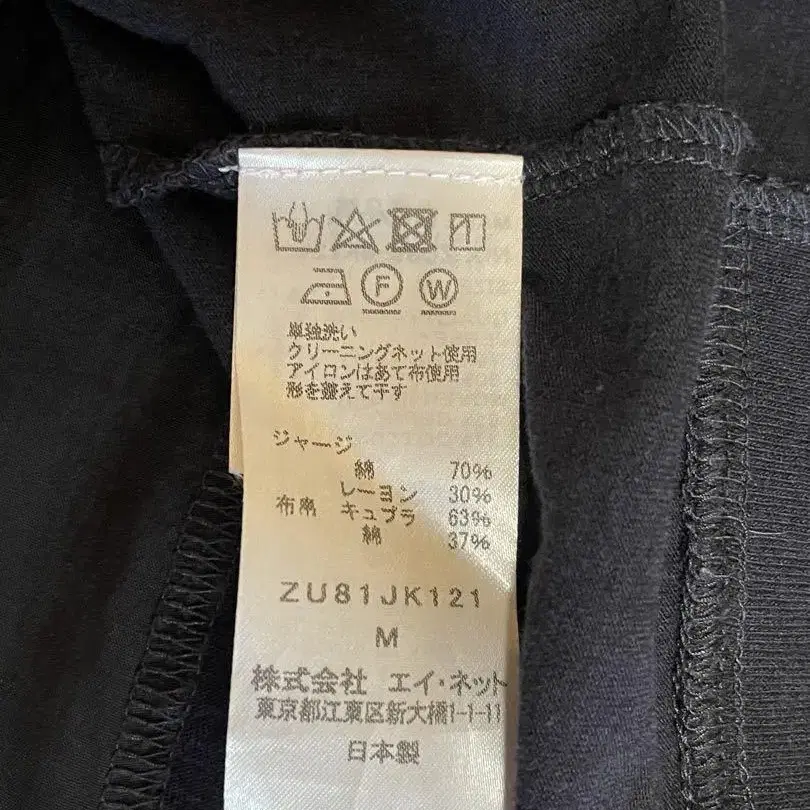 F W
単独洗い
クリーニングネット使用
アイロンはあて布使用
形を整えて干す
ジャージ
綿 70%
レーヨン 30%
布帛 キュプラ 63%
綿 37%
ZU81JK121
M
株式会社 エイ・ネット
東京都江東区新大橋1-1-11
日本製